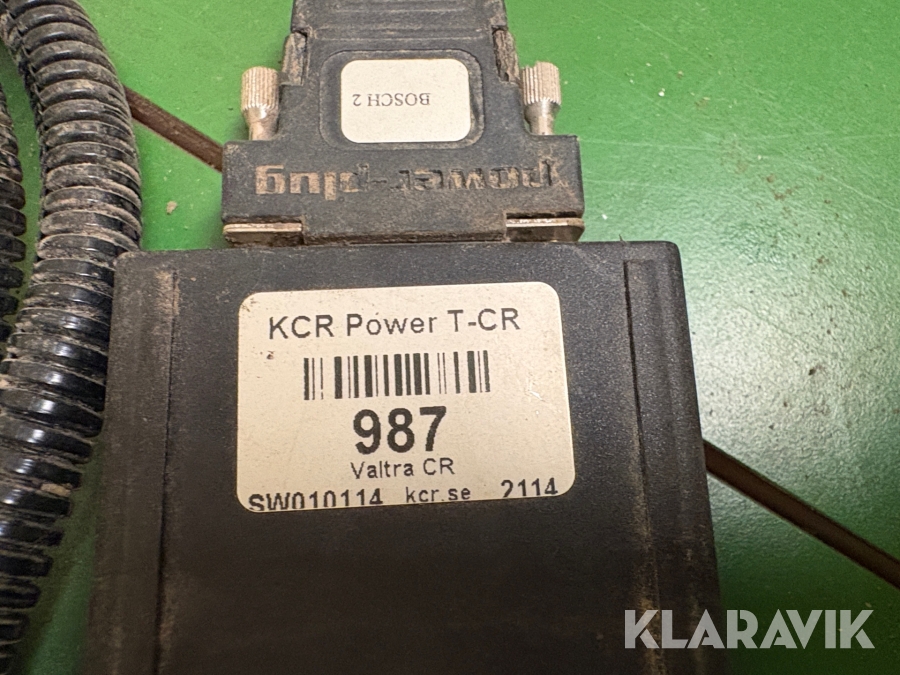 BOSCH 2
power-plug
KCR Power T-CR
987
Valtra CR
SW010114 kcr.se 2114
KLARAVIK